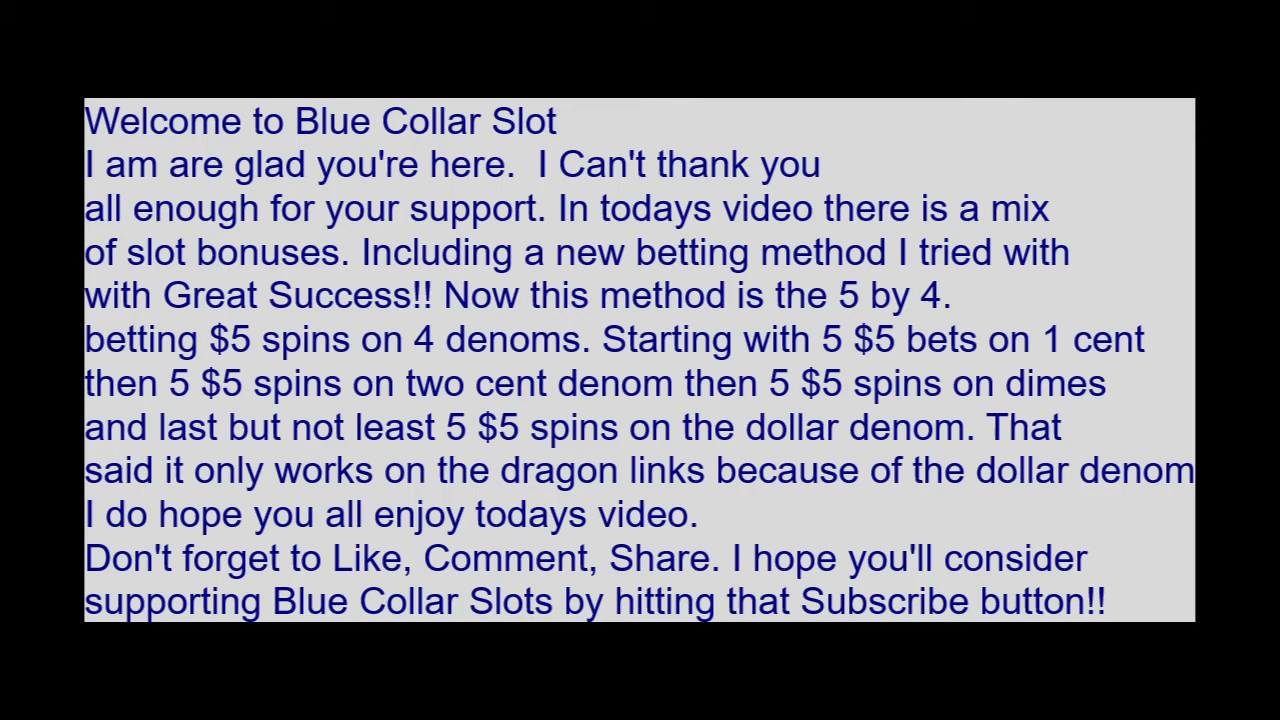 Welcome to Blue Collar Slot
I am are glad you're here.  I Can't thank you
all enough for your support. In todays video there is a mix
of slot bonuses. Including a new betting method I tried with
with Great Success!! Now this method is the 5 by 4.
betting $5 spins on 4 denoms. Starting with 5 $5 bets on 1 cent
then 5 $5 spins on two cent denom then 5 $5 spins on dimes
and last but not least 5 $5 spins on the dollar denom. That
said it only works on the dragon links because of the dollar denom
I do hope you all enjoy todays video.
Don't forget to Like, Comment, Share. I hope you'll consider
supporting Blue Collar Slots by hitting that Subscribe button!!